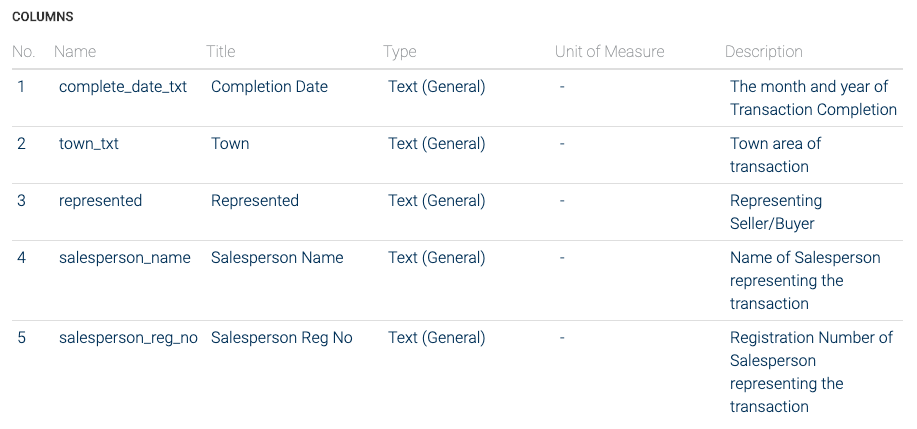 COLUMNS
No. Name Title Type Unit of Measure Description
1 complete_date_txt Completion Date Text (General) - The month and year of
Transaction Completion
2 town_txt Town Text (General) - Town area of
transaction
3 represented Represented Text (General) - Representing
Seller/Buyer
4 salesperson_name Salesperson Name Text (General) - Name of Salesperson
representing the
transaction
5 salesperson_reg_no Salesperson Reg No Text (General) - Registration Number of
Salesperson
representing the
transaction